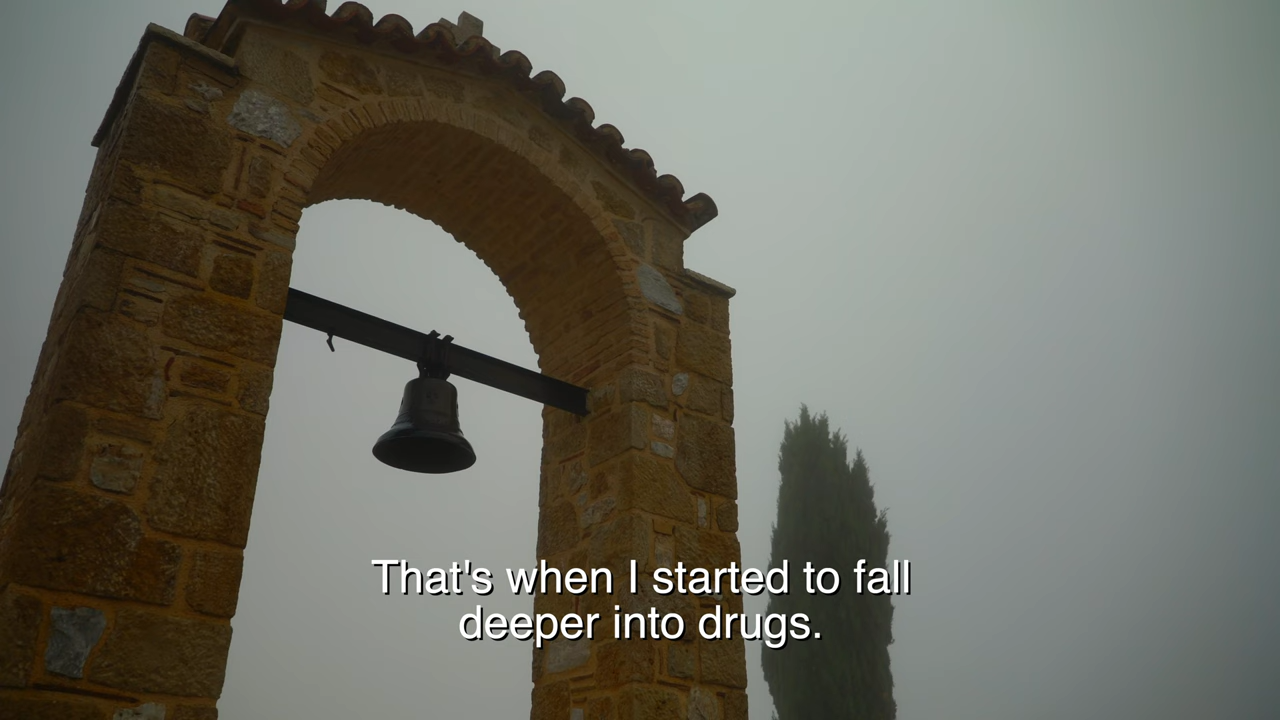 That's when I started to fall
deeper into drugs.